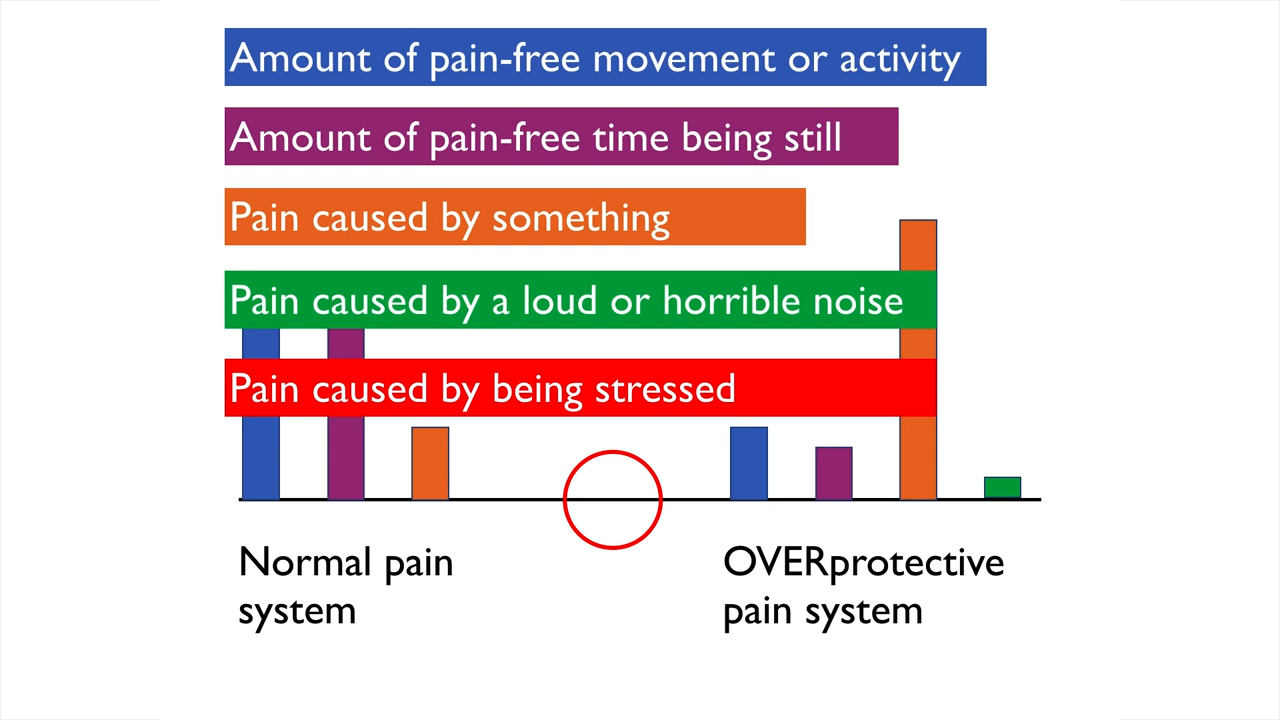 Amount of pain-free movement or activity
Amount of pain-free time being still
Pain caused by something
Pain caused by a loud or horrible noise
Pain caused by being stressed
Normal pain
system
OVERprotective
pain system